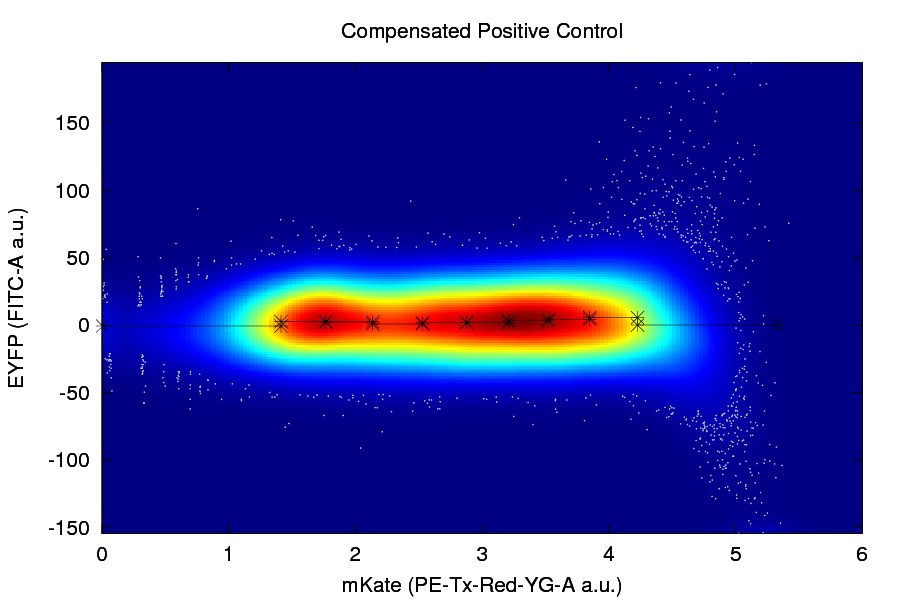 Compensated Positive Control
EYFP (FITC-A a.u.)
150
100
50
0
-50
-100
-150
0 1 2 3 4 5 6
mKate (PE-Tx-Red-YG-A a.u.)